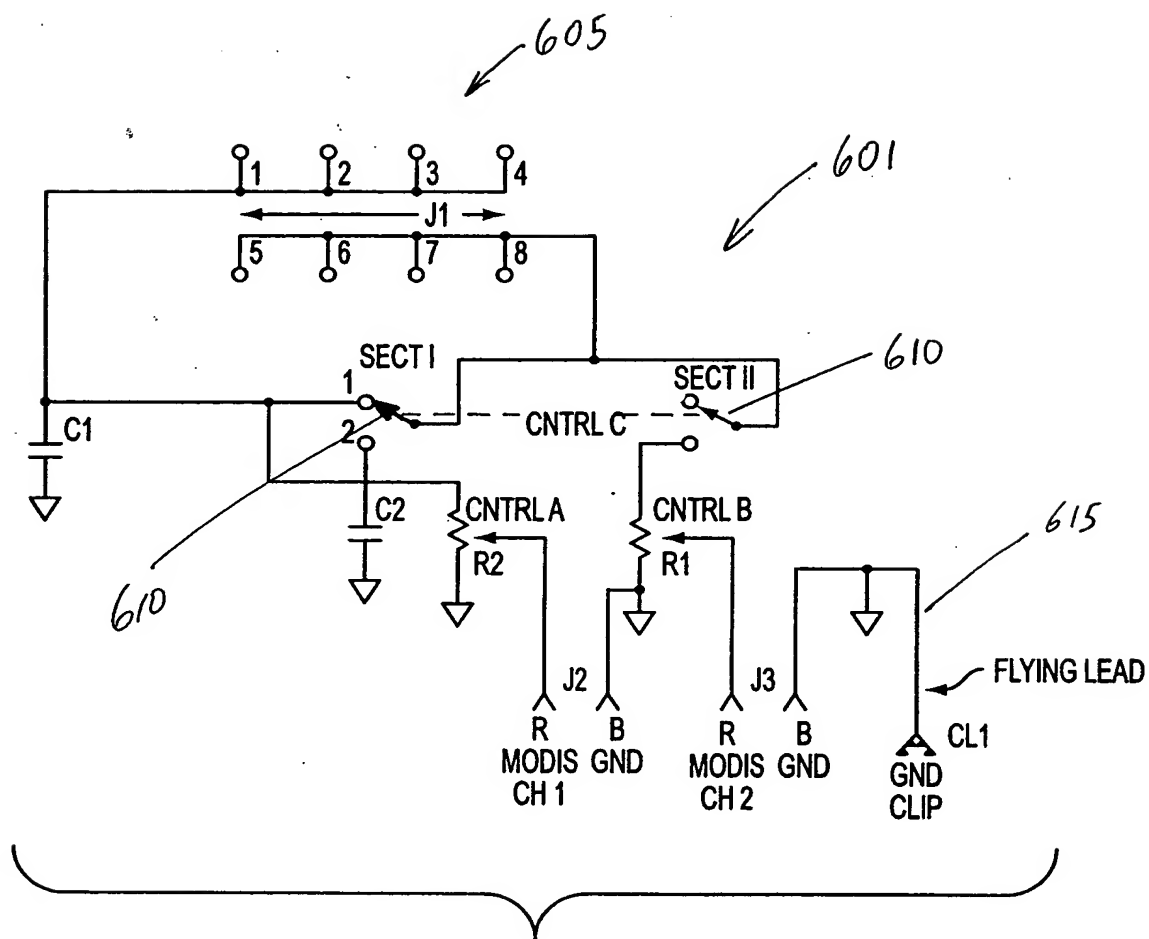 605
601
1 2 3 4
J1
5 6 7 8
610
SECT I
SECT II
1
CNTRL C
C1
2
C2
CNTRL A
CNTRL B
R2
R1
615
610
FLYING LEAD
J2
J3
R B R B CL1
MODIS GND MODIS GND GND
CH 1 CH 2 CLIP